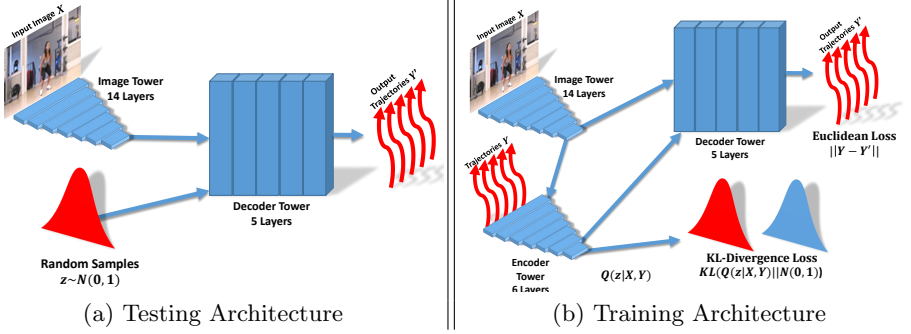 Input Image X
Image Tower
14 Layers
Output
Trajectories Y'
Decoder Tower
5 Layers
Random Samples
z~N(0,1)
(a) Testing Architecture
Input Image X
Image Tower
14 Layers
Output
Trajectories Y'
Decoder Tower
5 Layers
Euclidean Loss
||Y − Y'||
Trajectories Y
Encoder
Tower
6 Layers
Q(z|X,Y)
KL-Divergence Loss
KL(Q(z|X,Y)||N(0,1))
(b) Training Architecture